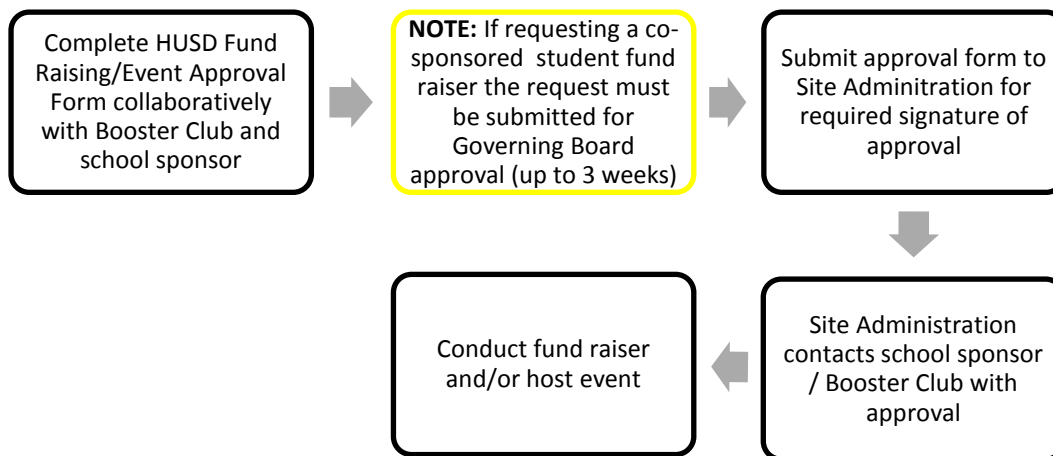 Complete HUSD Fund
Raising/Event Approval
Form collaboratively
with Booster Club and
school sponsor
NOTE: If requesting a co-
sponsored student fund
raiser the request must
be submitted for
Governing Board
approval (up to 3 weeks)
Submit approval form to
Site Adminitration for
required signature of
approval
Site Administration
contacts school sponsor
/ Booster Club with
approval
Conduct fund raiser
and/or host event